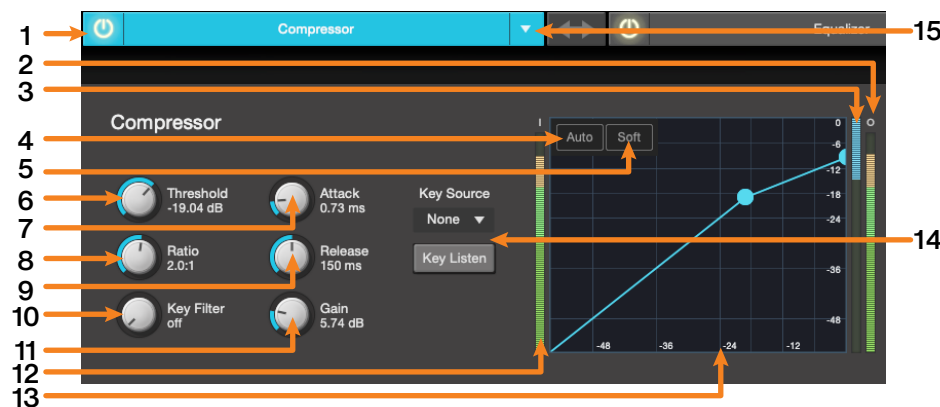 1
Compressor
Equalizer
15
2
3
Compressor
I
O
4
Auto
Soft
0
5
-6
6
Threshold
-19.04 dB
Attack
0.73 ms
Key Source
-12
7
None
-18
-24
8
Ratio
2.0:1
Release
150 ms
Key Listen
14
9
-36
10
Key Filter
off
Gain
5.74 dB
-48
11
-48
-36
-24
-12
12
13